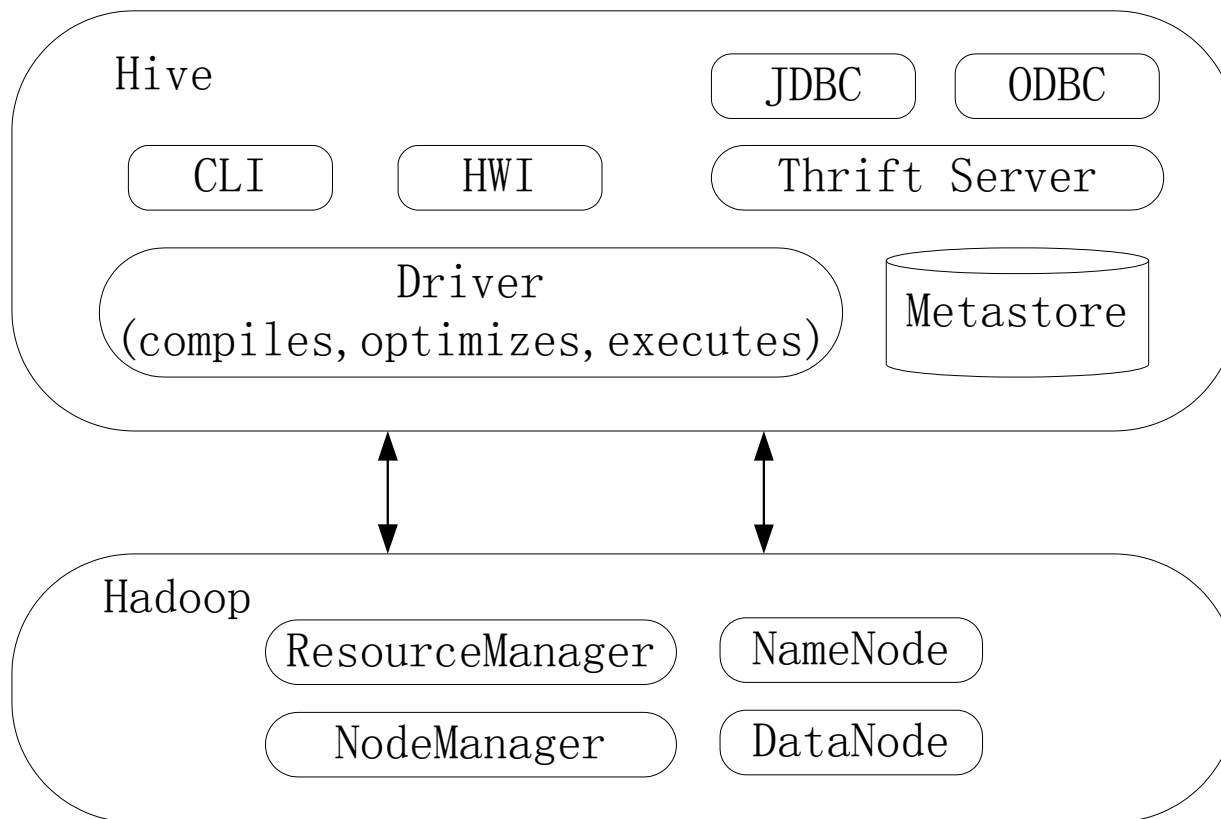 Hive
JDBC
ODBC
CLI
HWI
Thrift Server
Driver
(compiles,optimizes,executes)
Metastore
Hadoop
ResourceManager
NameNode
NodeManager
DataNode